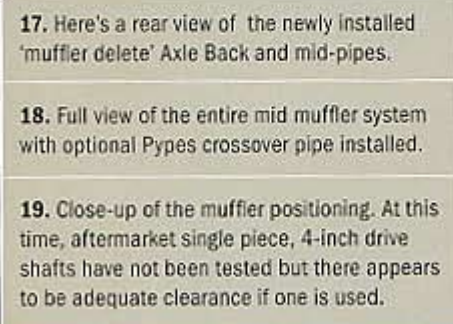 17. Here's a rear view of the newly installed
'muffler delete' Axle Back and mid-pipes.
18. Full view of the entire mid muffler system
with optional Pypes crossover pipe installed.
19. Close-up of the muffler positioning. At this
time, aftermarket single piece, 4-inch drive
shafts have not been tested but there appears
to be adequate clearance if one is used.